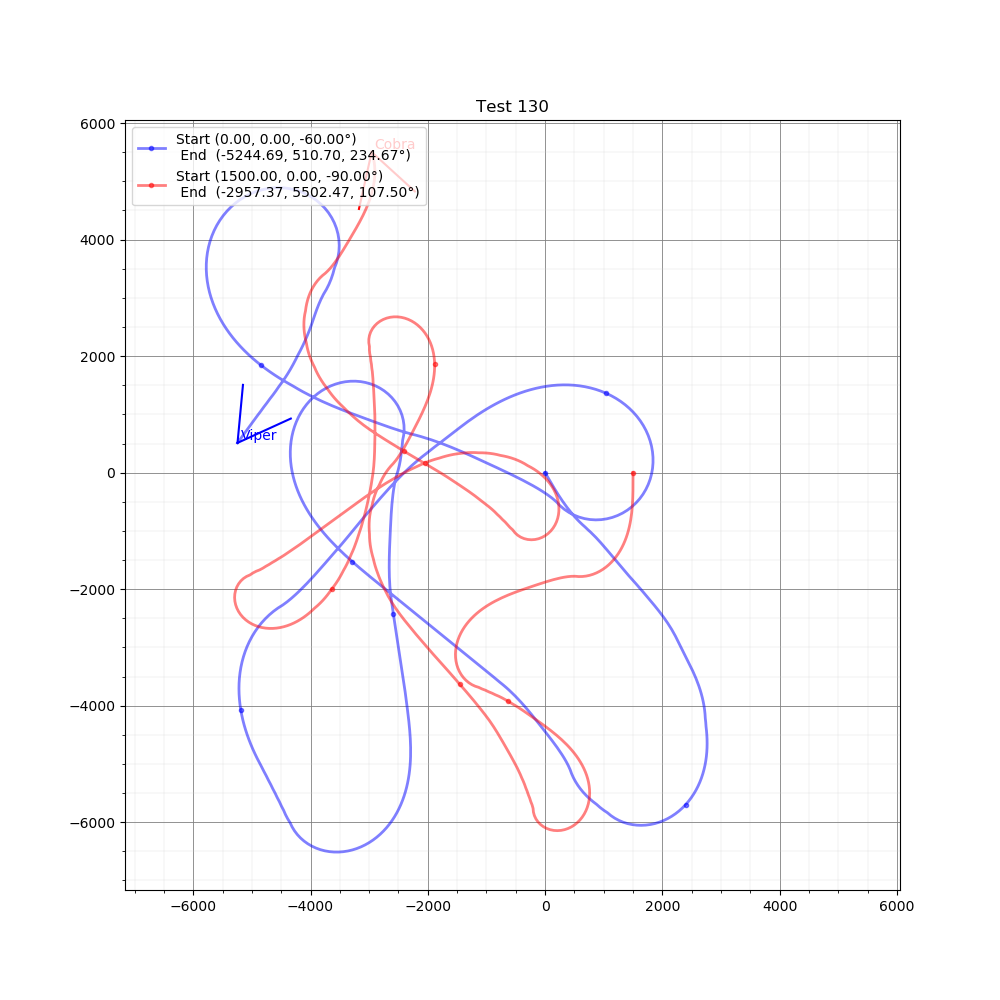 Test 130
Start (0.00, 0.00, -60.00°)
End (-5244.69, 510.70, 234.67°)
Start (1500.00, 0.00, -90.00°)
End (-2957.37, 5502.47, 107.50°)
Cobra
Viper
6000
4000
2000
0
−2000
−4000
−6000
−6000 −4000 −2000 0 2000 4000 6000